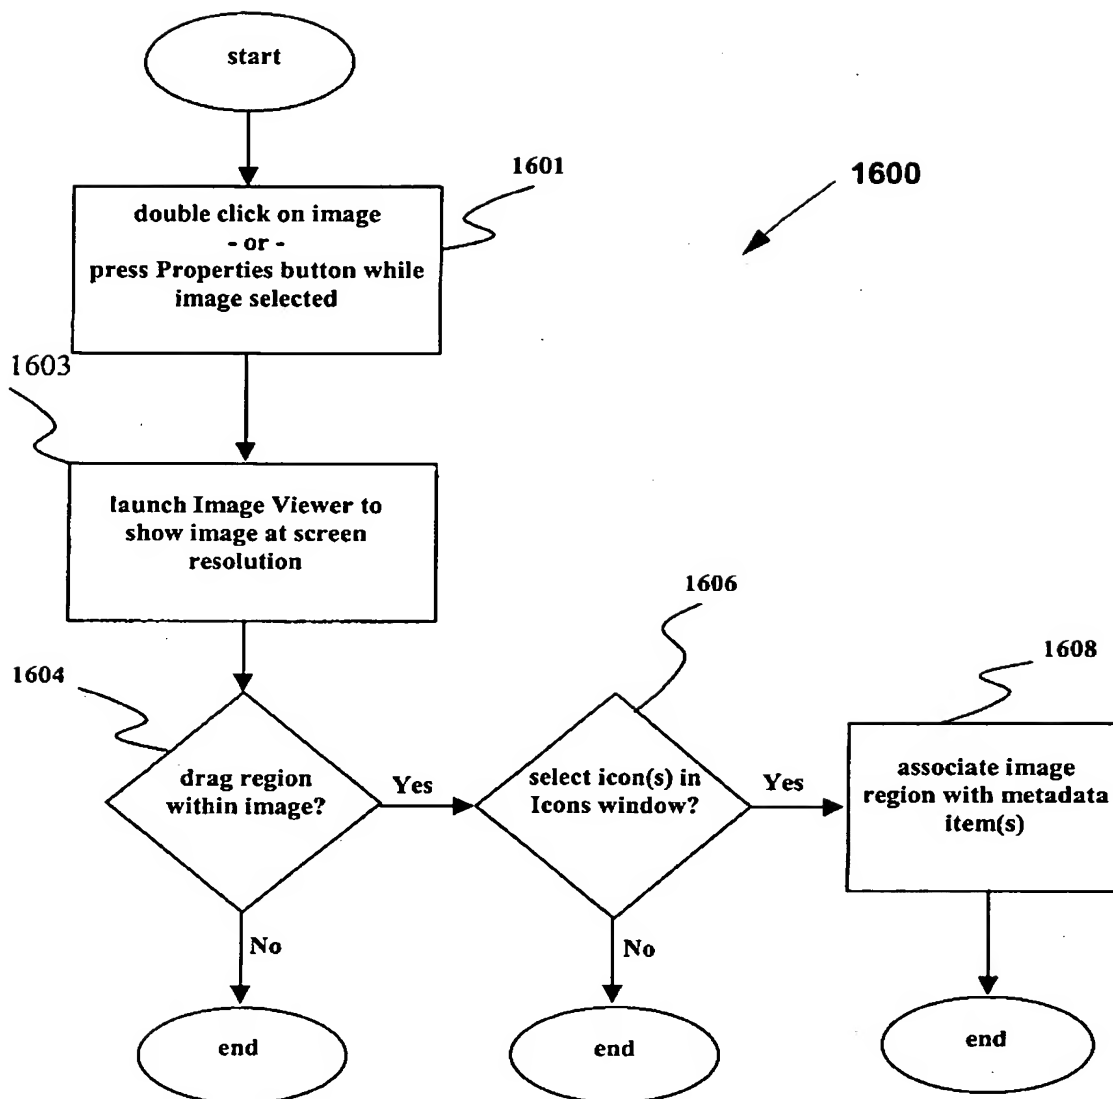 start
1601
1600
double click on image
- or -
press Properties button while
image selected
1603
launch Image Viewer to
show image at screen
resolution
1606
1604
1608
drag region
within image?
Yes
select icon(s) in
Icons window?
Yes
associate image
region with metadata
item(s)
No
No
end
end
end